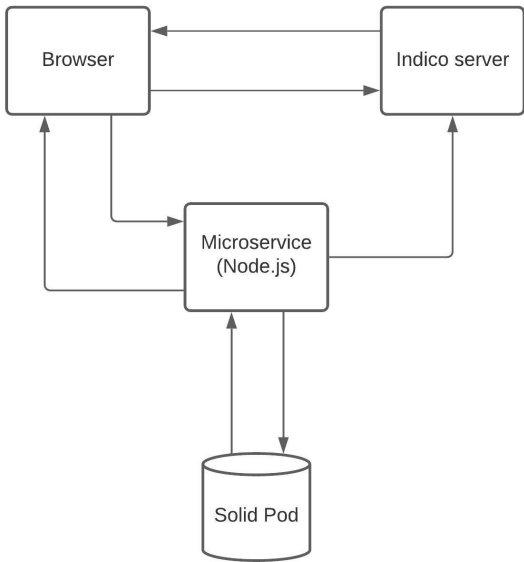 Browser
Indico server
Microservice
(Node.js)
Solid Pod